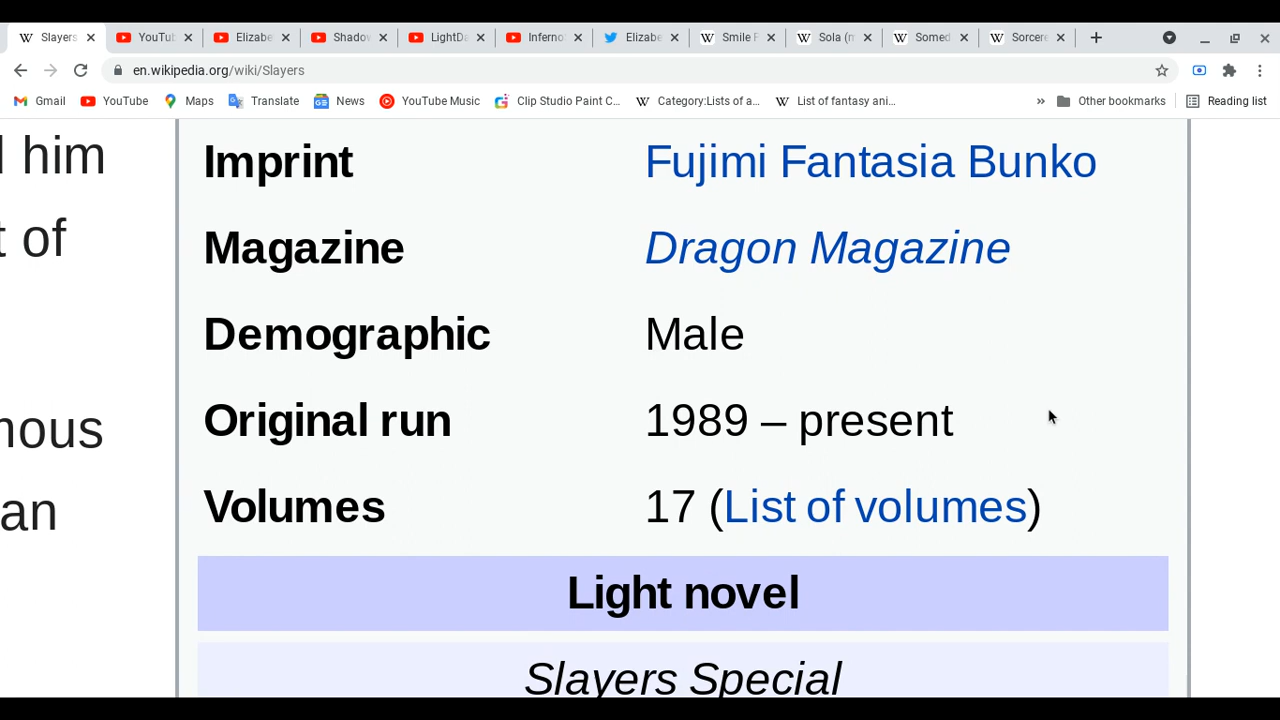 Slayers
YouTub
Elizabe
Shadov
LightDa
Inferno
Elizabe
Smile F
Sola (m
Somed
Sorcere
en.wikipedia.org/wiki/Slayers
Gmail
YouTube
Maps
Translate
News
YouTube Music
Clip Studio Paint C...
Category:Lists of a...
List of fantasy ani...
»
Other bookmarks
Reading list
him
t of
nous
an
Imprint Fujimi Fantasia Bunko
Magazine Dragon Magazine
Demographic Male
Original run 1989 – present
Volumes 17 (List of volumes)
Light novel
Slayers Special